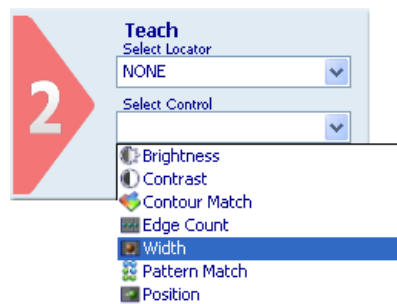 2
Teach
Select Locator
NONE
Select Control
Brightness
Contrast
Contour Match
Edge Count
Width
Pattern Match
Position